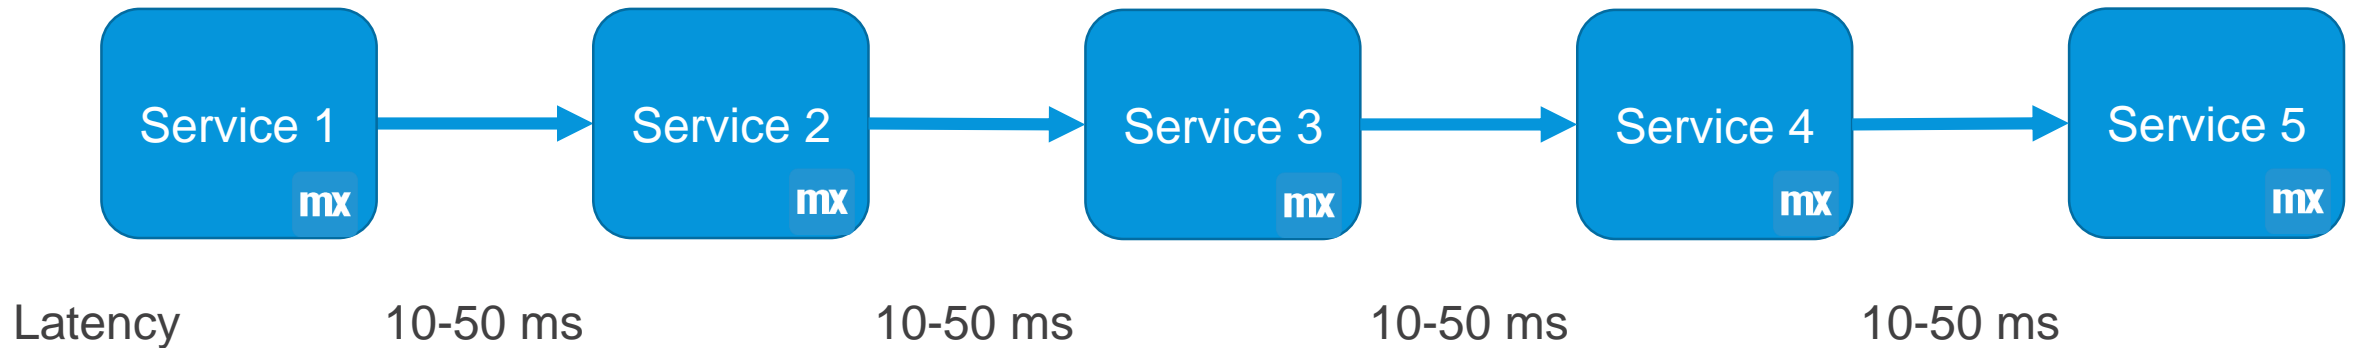 Service 1
Service 2
Service 3
Service 4
Service 5
mx
mx
mx
mx
mx
Latency 10-50 ms 10-50 ms 10-50 ms 10-50 ms